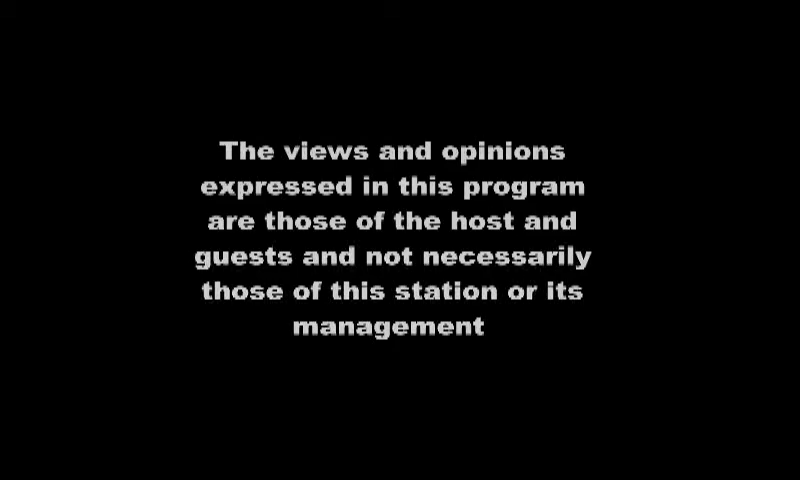 The views and opinions
expressed in this program
are those of the host and
guests and not necessarily
those of this station or its
management